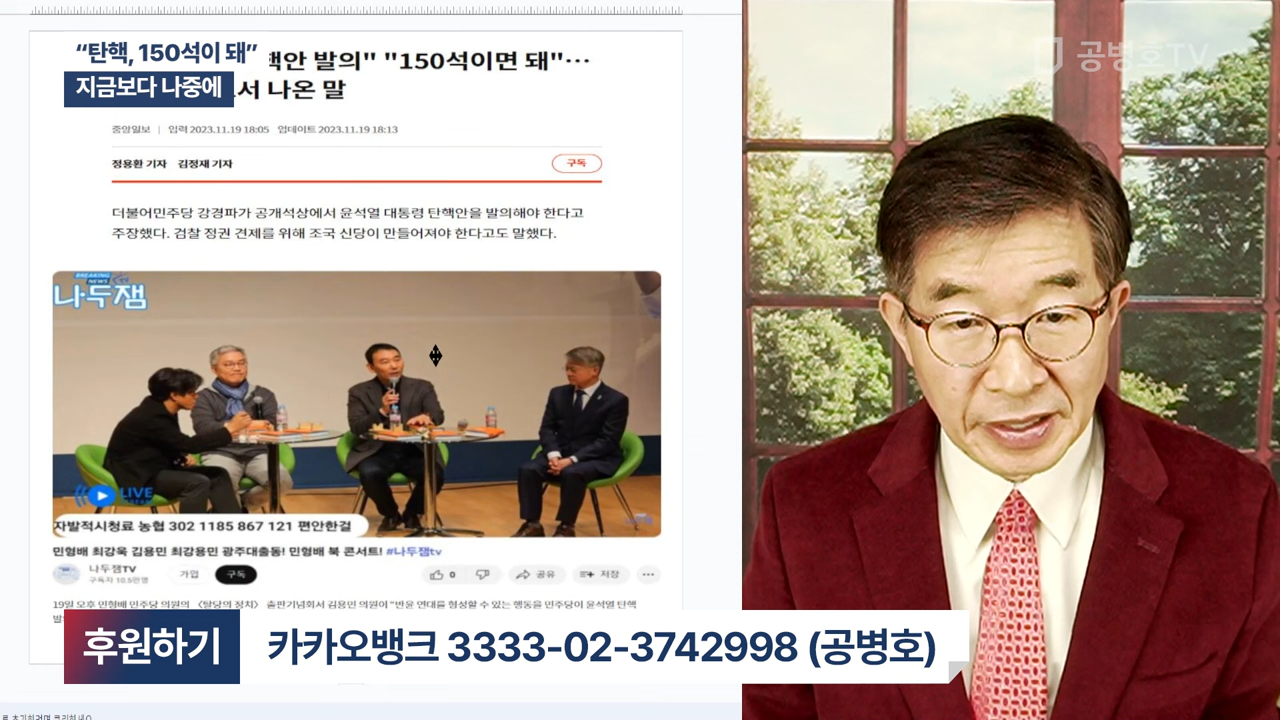 “탄핵, 150석이 돼”
지금보다 나중에
핵안 발의" "150석이면 돼"…
서 나온 말
중앙일보 | 입력 2023.11.19 18:05 업데이트 2023.11.19 18:13
정용환 기자 김정재 기자
구독
더불어민주당 강경파가 공개석상에서 윤석열 대통령 탄핵안을 발의해야 한다고
주장했다. 검찰 정권 견제를 위해 조국 신당이 만들어져야 한다고도 말했다.
BREAKING
NEWS
나두잼
LIVE
자발적시청료 농협 302 1185 867 121 편안한걸
민형배 최강욱 김용민 최강용민 광주대출동! 민형배 북 콘서트! #나두잼tv
나두잼TV
구독자 10.5만명
가입
구독
0
공유
저장
19일 오후 민형배 민주당 의원의 〈탈당의 정치〉 출판기념회서 김용민 의원이 "반윤 연대를 형성할 수 있는 행동을 민주당이 윤석열 탄핵
후원하기
카카오뱅크 3333-02-3742998 (공병호)
공병호TV